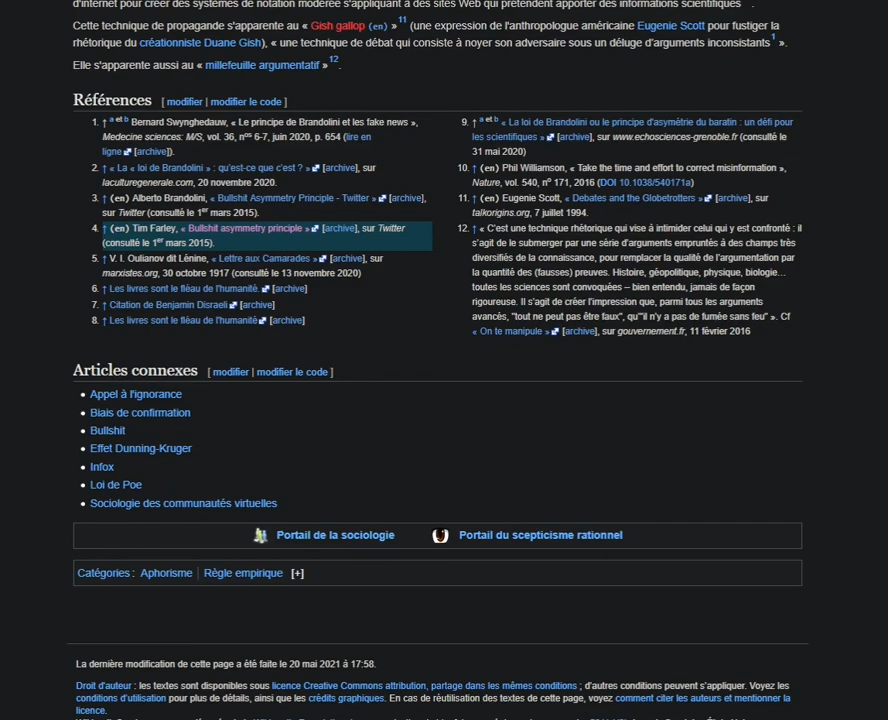 d'internet pour créer des systèmes de notation modérée s'appliquant à des sites Web qui prétendent apporter des informations scientifiques .
Cette technique de propagande s'apparente au « Gish gallop (en) »11 (une expression de l'anthropologue américaine Eugenie Scott pour fustiger la
rhétorique du créationniste Duane Gish), « une technique de débat qui consiste à noyer son adversaire sous un déluge d'arguments inconsistants1 ».
Elle s'apparente aussi au « millefeuille argumentatif »12.
Références [ modifier | modifier le code ]
1. ↑ a et b Bernard Swynghedauw, « Le principe de Brandolini et les fake news »,
Medecine sciences: M/S, vol. 36, nos 6-7, juin 2020, p. 654 (lire en
ligne [archive]).
2. ↑ « La « loi de Brandolini » : qu'est-ce que c'est ? » [archive], sur
laculturegenerale.com, 20 novembre 2020.
3. ↑ (en) Alberto Brandolini, « Bullshit Asymmetry Principle - Twitter » [archive],
sur Twitter (consulté le 1er mars 2015).
4. ↑ (en) Tim Farley, « Bullshit asymmetry principle » [archive], sur Twitter
(consulté le 1er mars 2015).
5. ↑ V. I. Oulianov dit Lénine, « Lettre aux Camarades » [archive], sur
marxistes.org, 30 octobre 1917 (consulté le 13 novembre 2020)
6. ↑ Les livres sont le fléau de l'humanité. [archive]
7. ↑ Citation de Benjamin Disraeli [archive]
8. ↑ Les livres sont le fléau de l'humanité [archive]
9. ↑ a et b « La loi de Brandolini ou le principe d'asymétrie du baratin : un défi pour
les scientifiques » [archive], sur www.echosciences-grenoble.fr (consulté le
31 mai 2020)
10. ↑ (en) Phil Williamson, « Take the time and effort to correct misinformation »,
Nature, vol. 540, no 171, 2016 (DOI 10.1038/540171a)
11. ↑ (en) Eugenie Scott, « Debates and the Globetrotters » [archive], sur
talkorigins.org, 7 juillet 1994.
12. ↑ « C'est une technique rhétorique qui vise à intimider celui qui y est confronté : il
s'agit de le submerger par une série d'arguments empruntés à des champs très
diversifiés de la connaissance, pour remplacer la qualité de l'argumentation par
la quantité des (fausses) preuves. Histoire, géopolitique, physique, biologie…
toutes les sciences sont convoquées – bien entendu, jamais de façon
rigoureuse. Il s'agit de créer l'impression que, parmi tous les arguments
avancés, "tout ne peut pas être faux", qu'"il n'y a pas de fumée sans feu" ». Cf
« On te manipule » [archive], sur gouvernement.fr, 11 février 2016
Articles connexes [ modifier | modifier le code ]
• Appel à l'ignorance
• Biais de confirmation
• Bullshit
• Effet Dunning-Kruger
• Infox
• Loi de Poe
• Sociologie des communautés virtuelles
Portail de la sociologie Portail du scepticisme rationnel
Catégories : Aphorisme | Règle empirique [+]
La dernière modification de cette page a été faite le 20 mai 2021 à 17:58.
Droit d'auteur : les textes sont disponibles sous licence Creative Commons attribution, partage dans les mêmes conditions ; d'autres conditions peuvent s'appliquer. Voyez les
conditions d'utilisation pour plus de détails, ainsi que les crédits graphiques. En cas de réutilisation des textes de cette page, voyez comment citer les auteurs et mentionner la
licence.